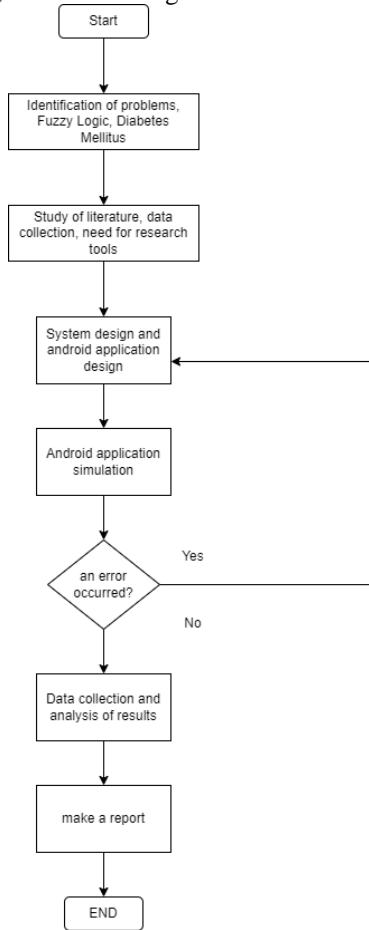 Start
Identification of problems,
Fuzzy Logic, Diabetes
Mellitus
Study of literature, data
collection, need for research
tools
System design and
android application
design
Android application
simulation
Yes
an error
occurred?
No
Data collection and
analysis of results
make a report
END